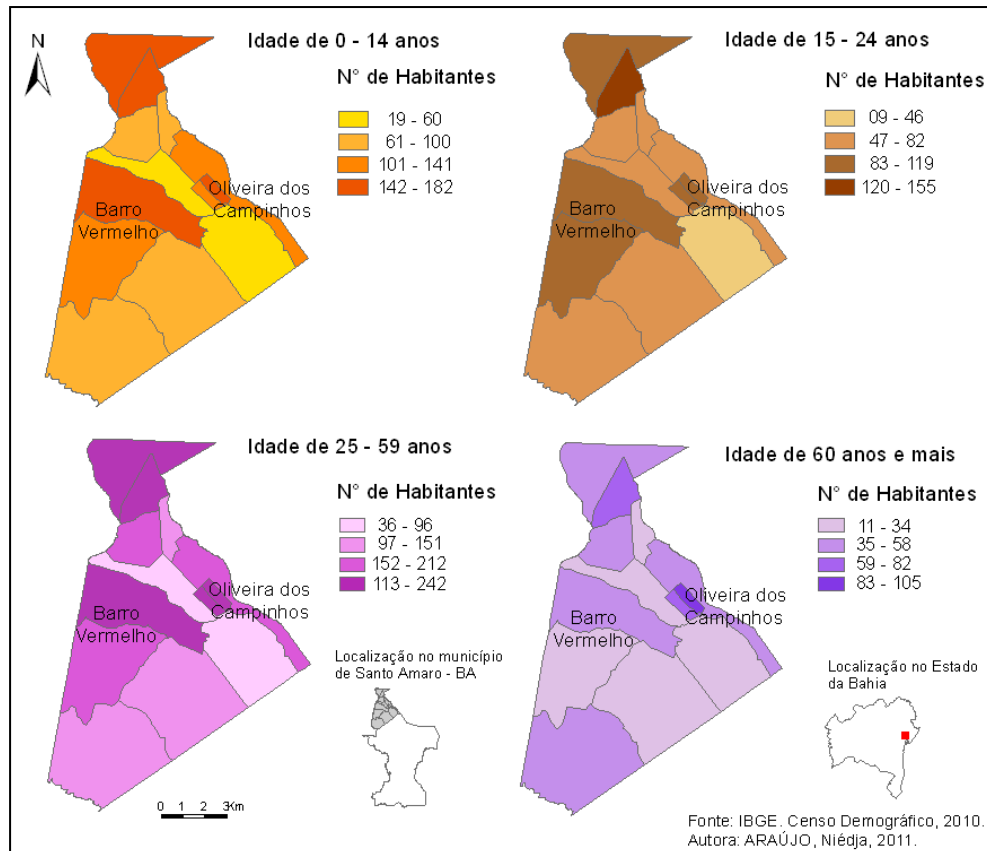 N
Idade de 0 - 14 anos
N° de Habitantes
19 - 60
61 - 100
101 - 141
142 - 182
Oliveira dos
Campinhos
Barro
Vermelho
Idade de 15 - 24 anos
N° de Habitantes
09 - 46
47 - 82
83 - 119
120 - 155
Oliveira dos
Campinhos
Barro
Vermelho
Idade de 25 - 59 anos
N° de Habitantes
36 - 96
97 - 151
152 - 212
113 - 242
Oliveira dos
Campinhos
Barro
Vermelho
Localização no município
de Santo Amaro - BA
0 1 2 3Km
Idade de 60 anos e mais
N° de Habitantes
11 - 34
35 - 58
59 - 82
83 - 105
Oliveira dos
Campinhos
Barro
Vermelho
Localização no Estado
da Bahia
Fonte: IBGE. Censo Demográfico, 2010.
Autora: ARAÚJO, Niédja, 2011.